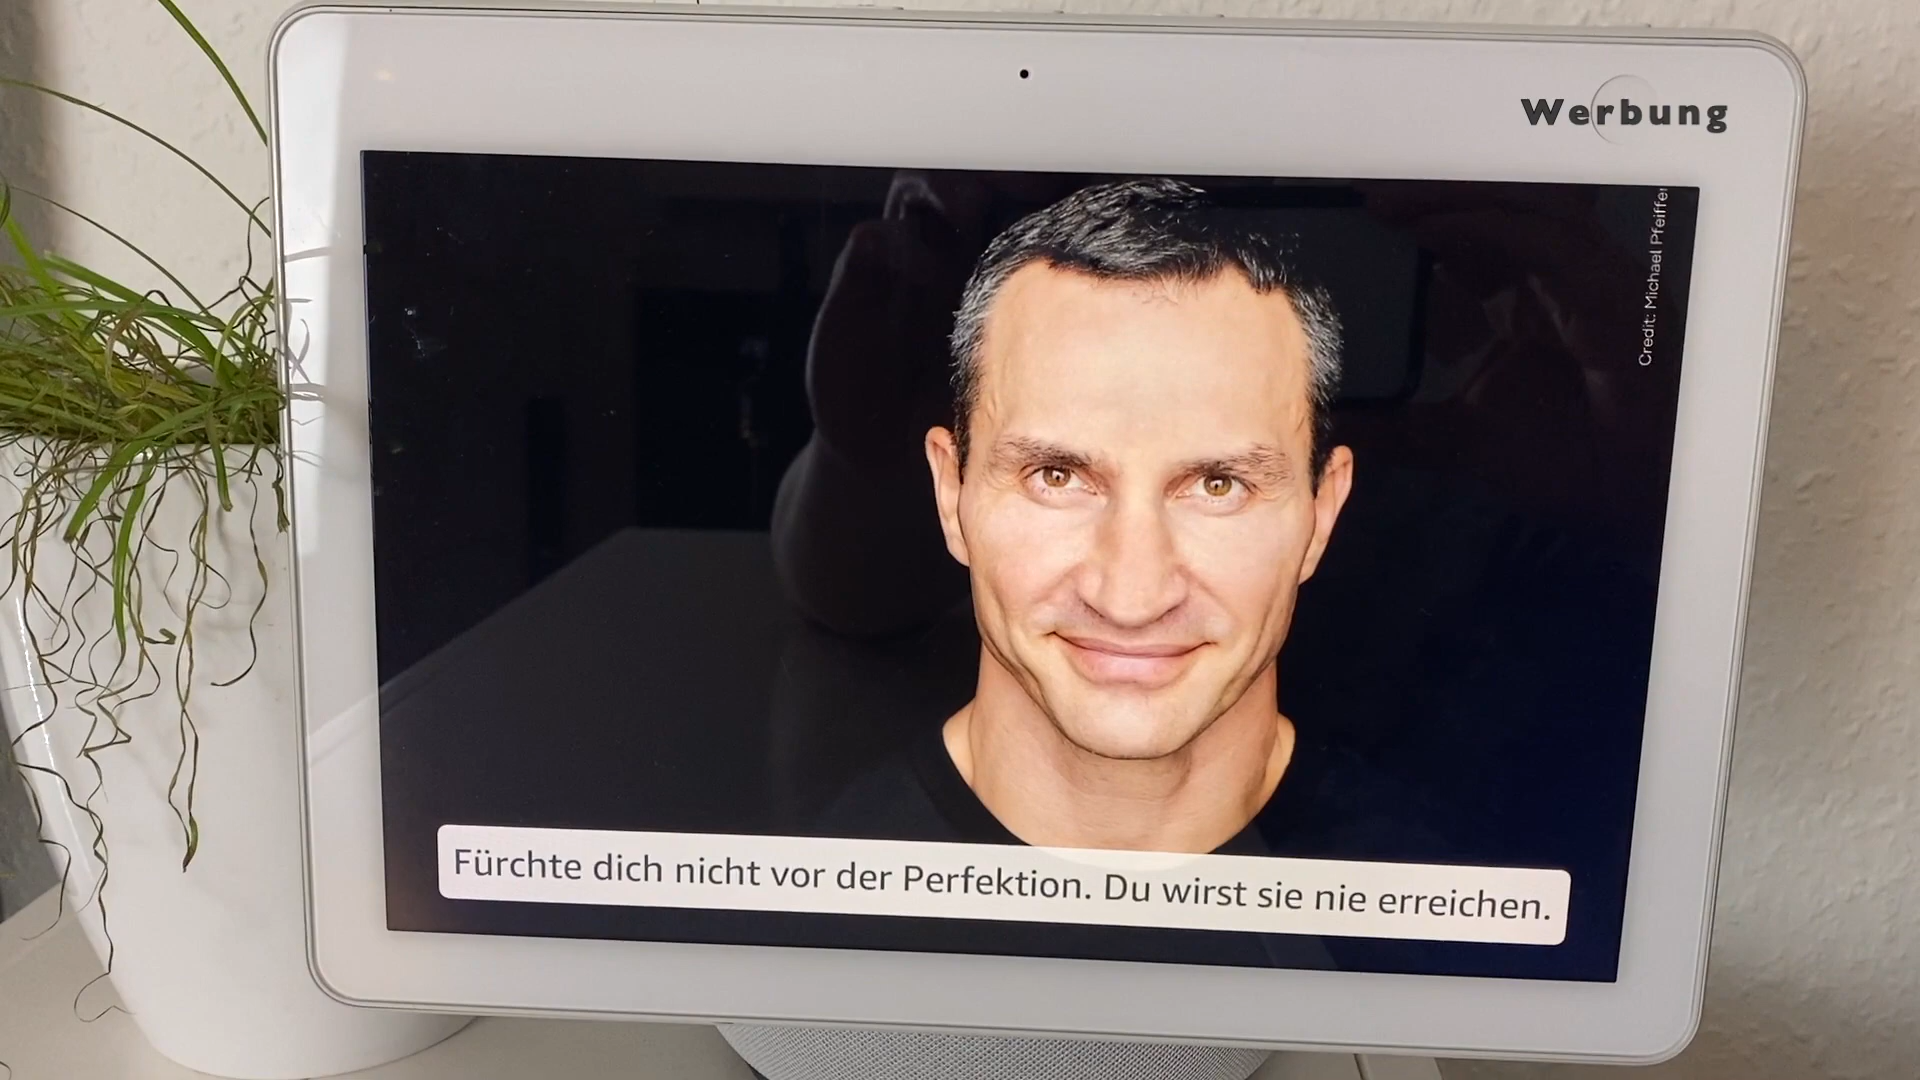 Werbung
Credit: Michael Pfeiffer
Fürchte dich nicht vor der Perfektion. Du wirst sie nie erreichen.